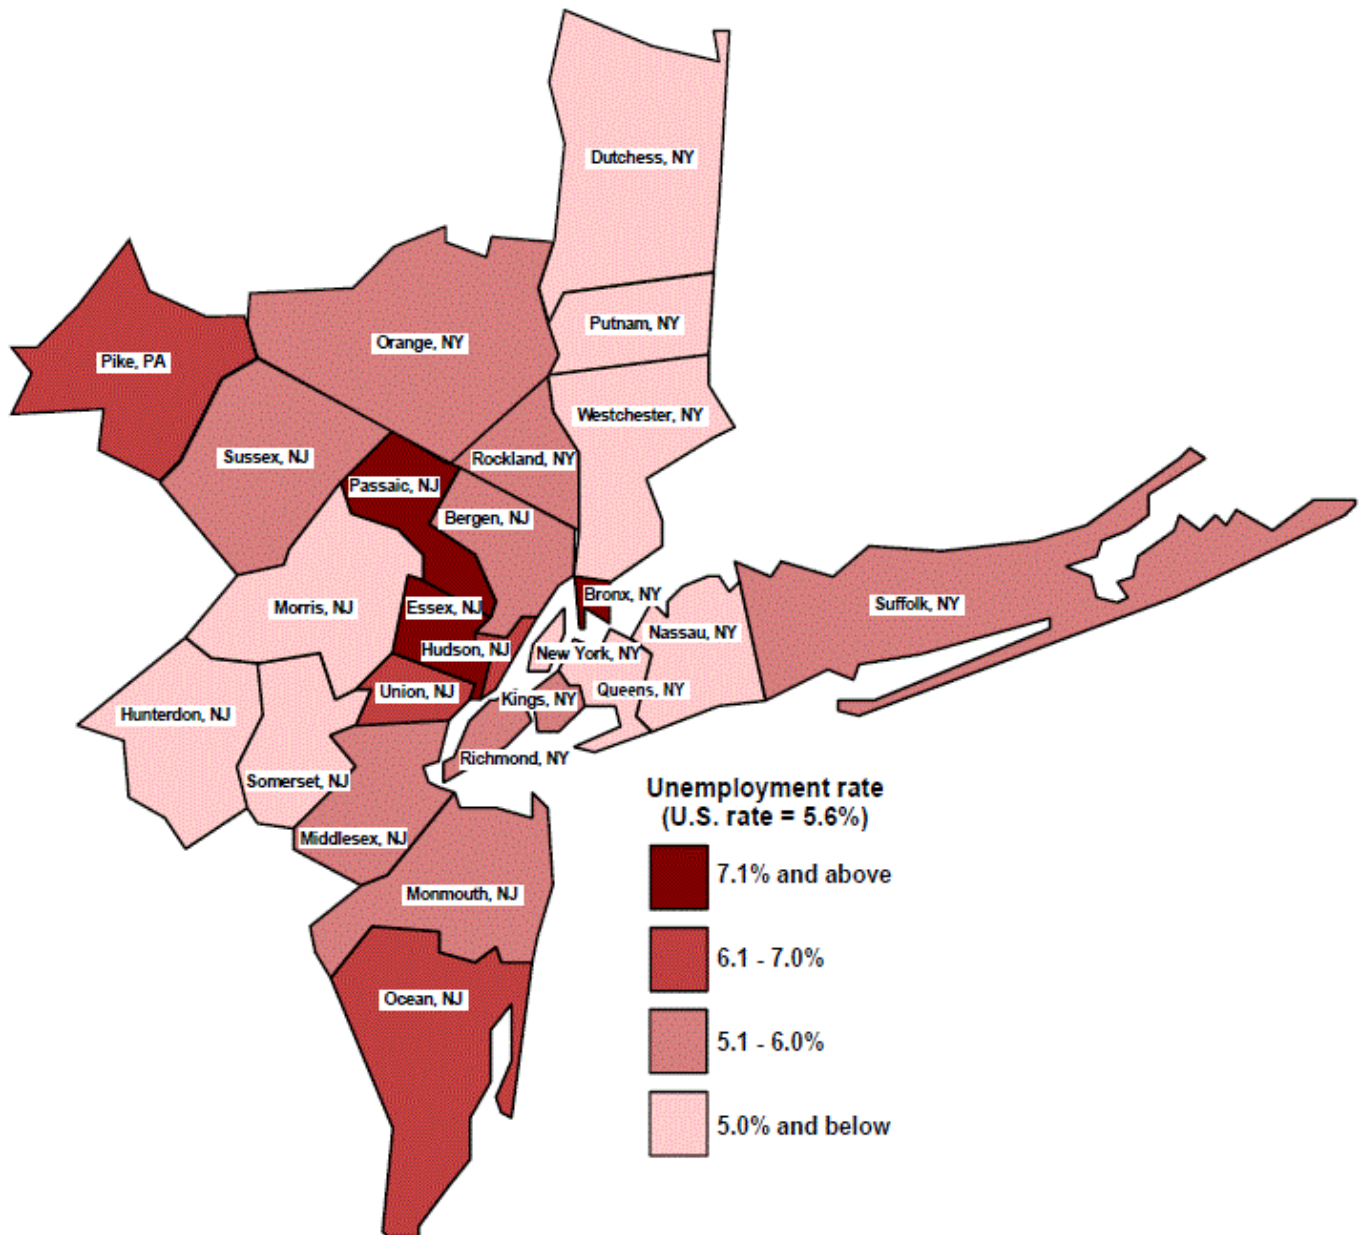 Dutchess, NY
Putnam, NY
Orange, NY
Pike, PA
Westchester, NY
Sussex, NJ
Rockland, NY
Passaic, NJ
Bergen, NJ
Bronx, NY
Suffolk, NY
Morris, NJ
Essex, NJ
Nassau, NY
Hudson, NJ
New York, NY
Union, NJ
Queens, NY
Kings, NY
Hunterdon, NJ
Richmond, NY
Somerset, NJ
Middlesex, NJ
Monmouth, NJ
Ocean, NJ
Unemployment rate
(U.S. rate = 5.6%)
7.1% and above
6.1 - 7.0%
5.1 - 6.0%
5.0% and below